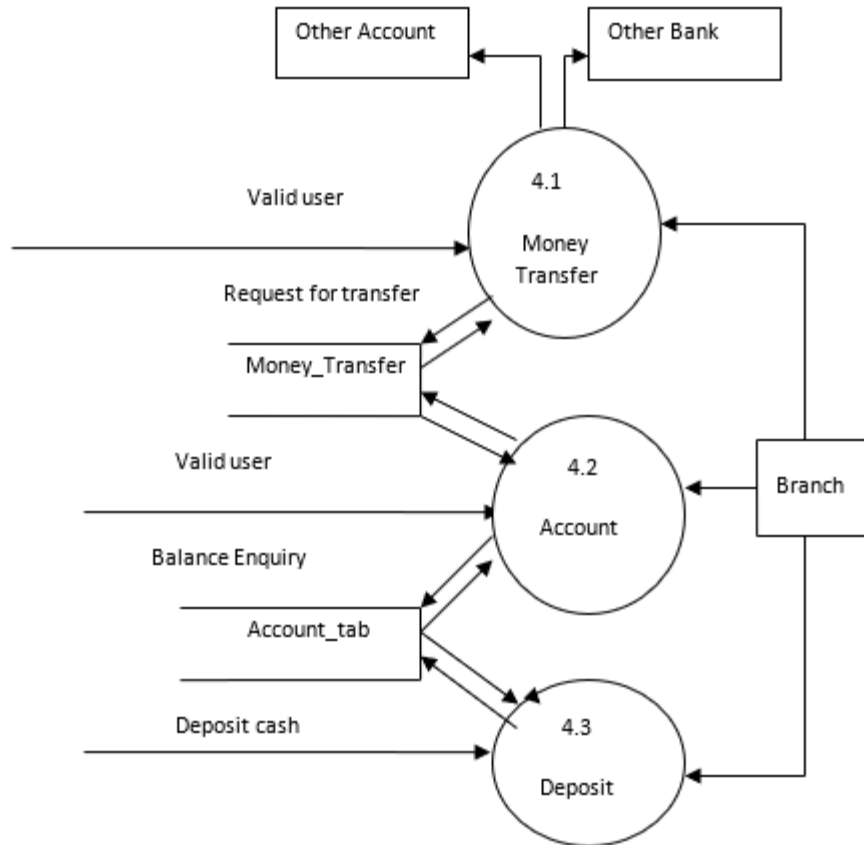 Other Account
Other Bank
4.1
Money
Transfer
Valid user
Request for transfer
Money_Transfer
Valid user
4.2
Account
Branch
Balance Enquiry
Account_tab
Deposit cash
4.3
Deposit